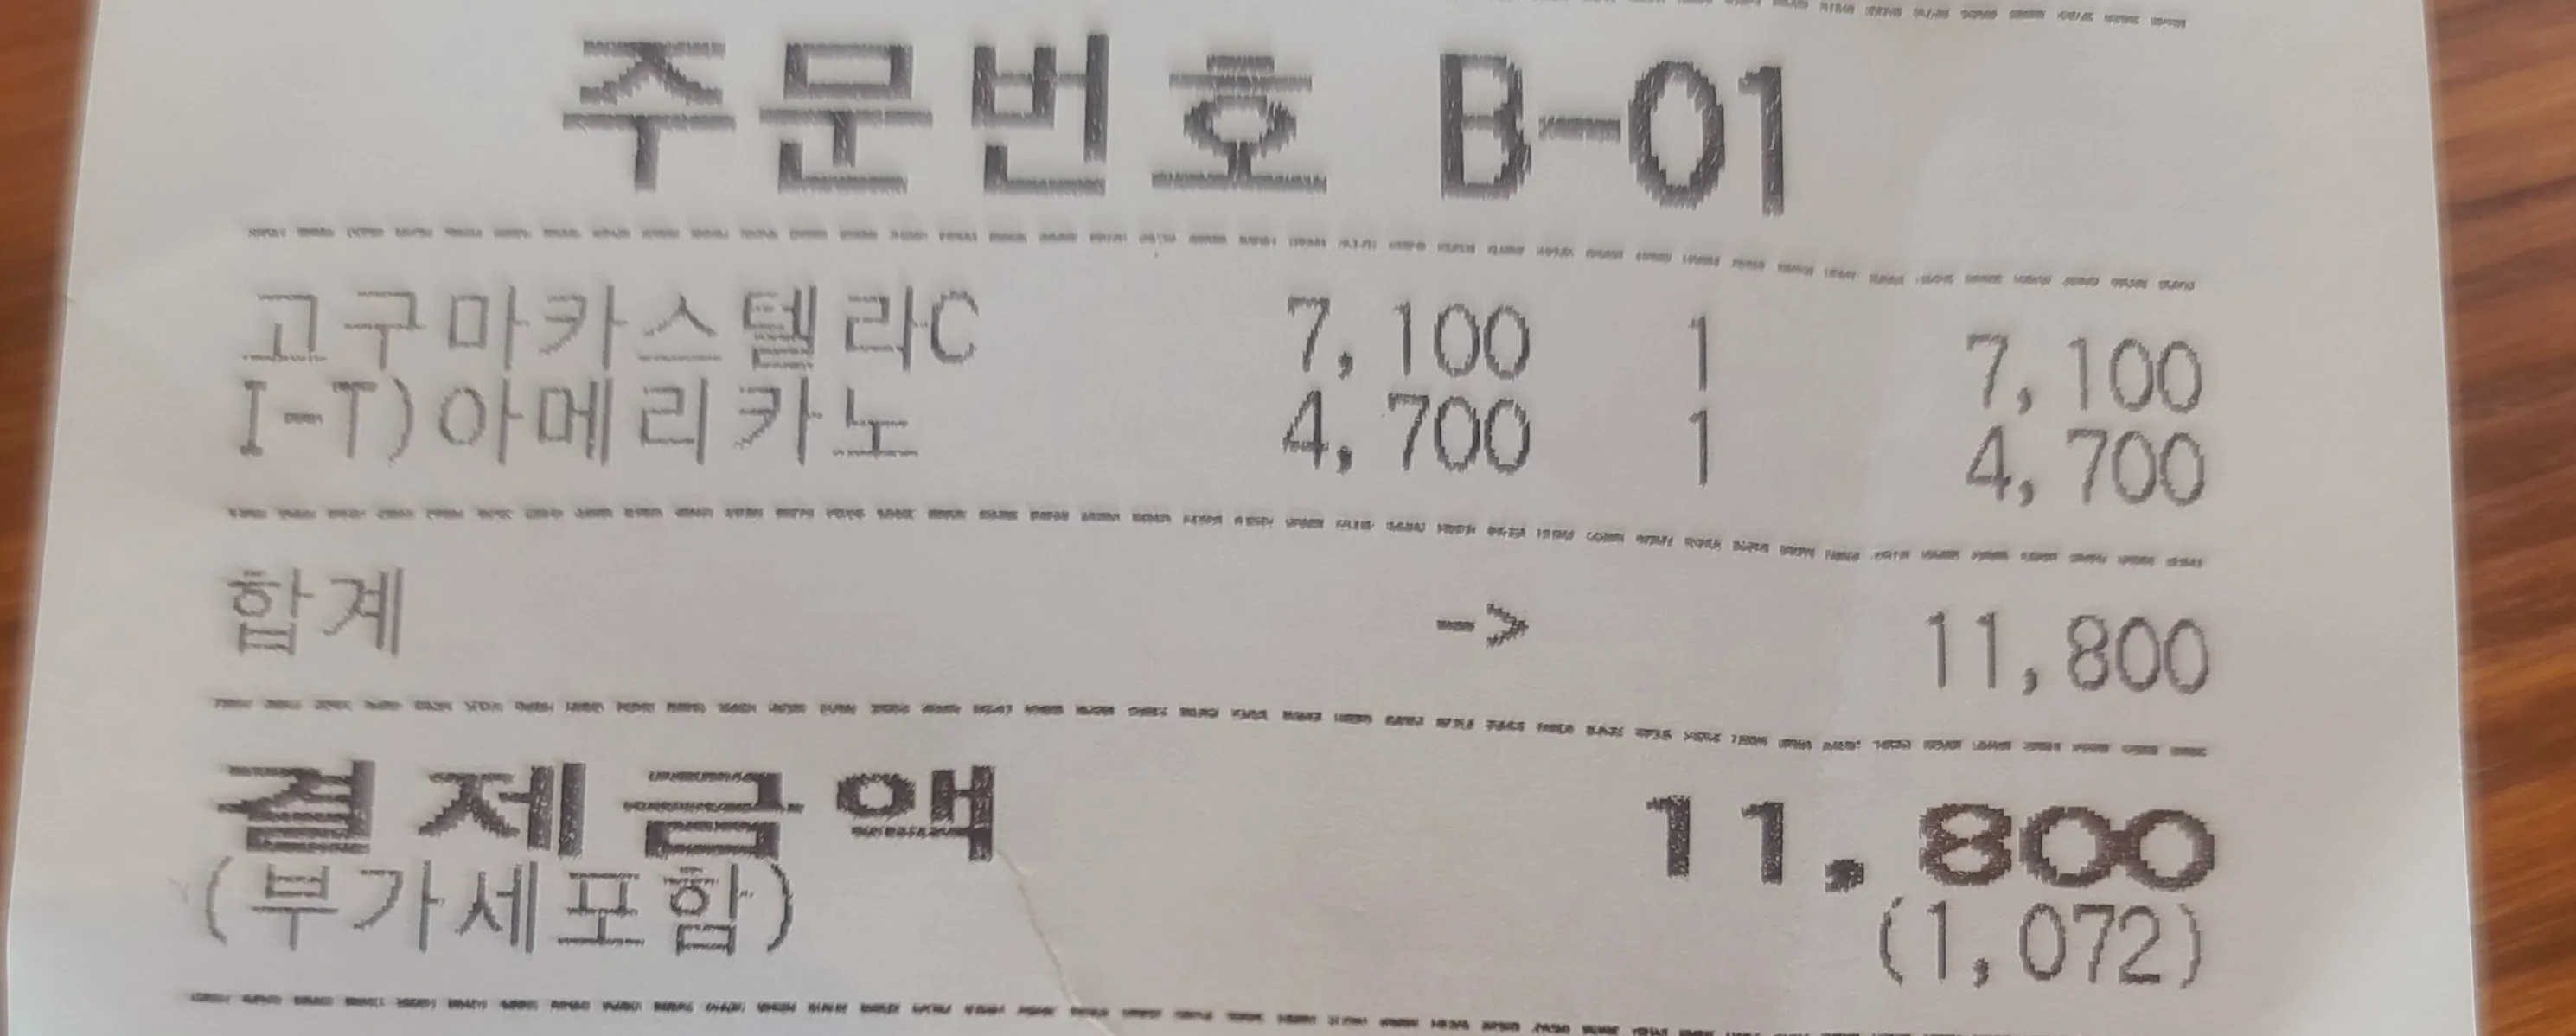 주문번호 B-01
고구마카스텔라C 7,100 1 7,100
I-T)아메리카노 4,700 1 4,700
합계 -> 11,800
결제금액 11,800
(부가세포함) (1,072)